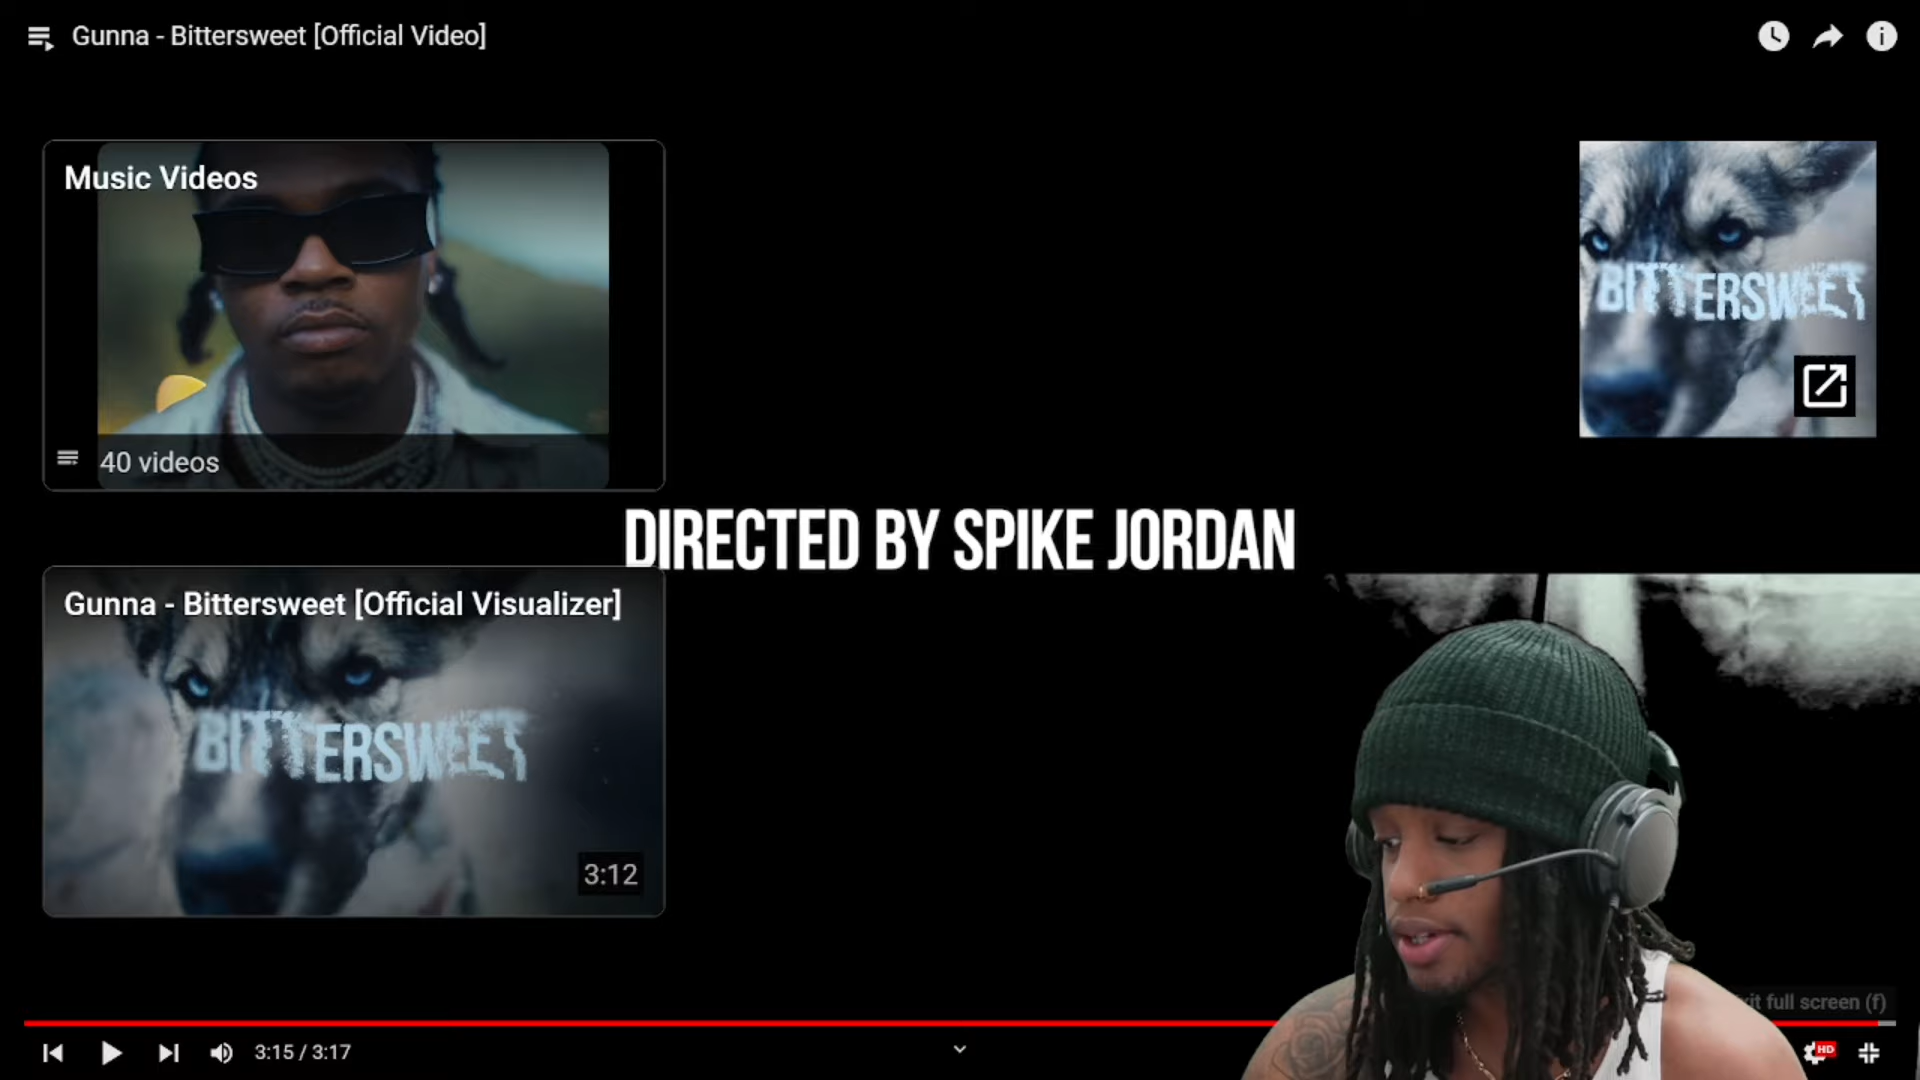 Gunna - Bittersweet [Official Video]
Music Videos
40 videos
BITTERSWEET
DIRECTED BY SPIKE JORDAN
Gunna - Bittersweet [Official Visualizer]
BITTERSWEET
3:12
full screen (f)
3:15 / 3:17
HD